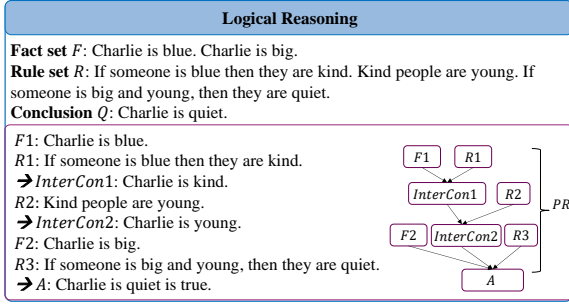 Logical Reasoning
Fact set F: Charlie is blue. Charlie is big.
Rule set R: If someone is blue then they are kind. Kind people are young. If
someone is big and young, then they are quiet.
Conclusion Q: Charlie is quiet.
F1: Charlie is blue.
R1: If someone is blue then they are kind.
→ InterCon1: Charlie is kind.
R2: Kind people are young.
→ InterCon2: Charlie is young.
F2: Charlie is big.
R3: If someone is big and young, then they are quiet.
→ A: Charlie is quiet is true.
F1 R1
InterCon1 R2
F2 InterCon2 R3
A
PR